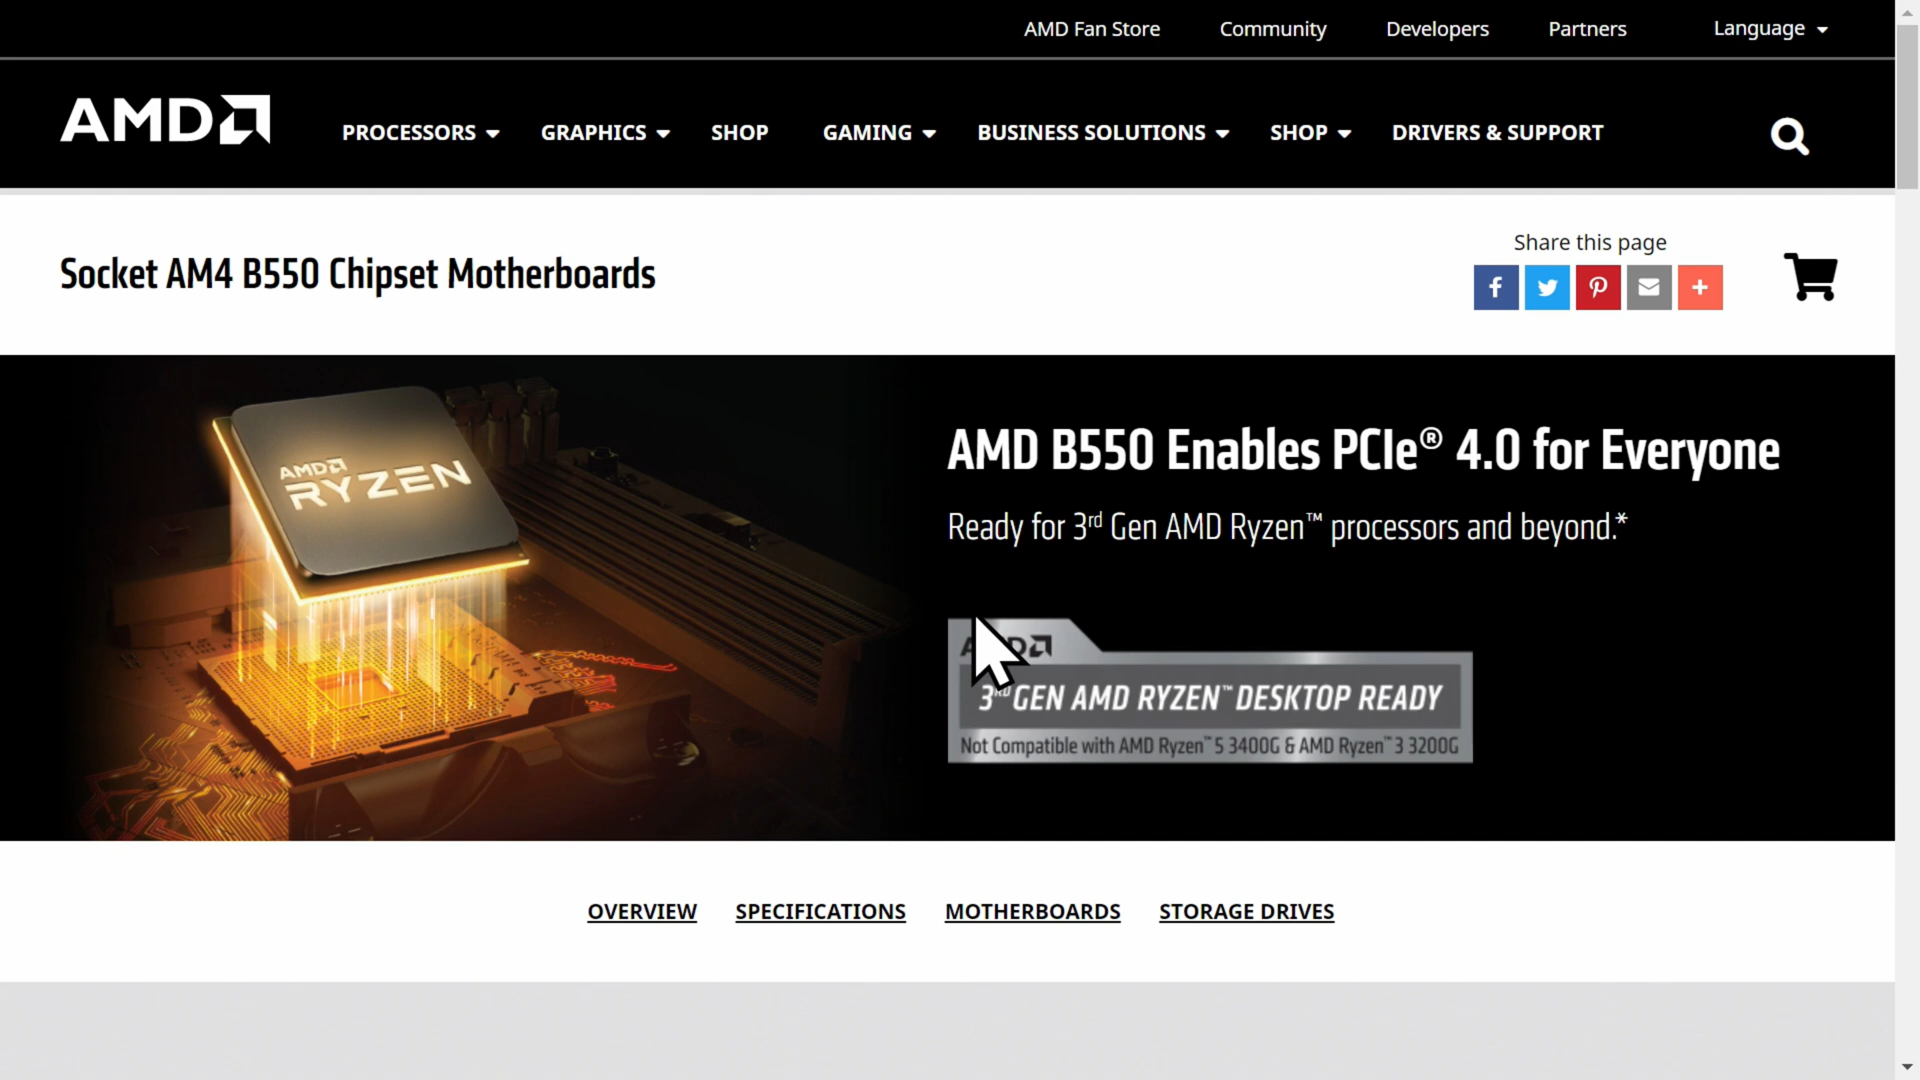 AMD Fan Store Community Developers Partners Language
AMD PROCESSORS GRAPHICS SHOP GAMING BUSINESS SOLUTIONS SHOP DRIVERS & SUPPORT
Socket AM4 B550 Chipset Motherboards
Share this page
AMD
RYZEN
AMD B550 Enables PCIe® 4.0 for Everyone
Ready for 3rd Gen AMD Ryzen™ processors and beyond.*
3RD GEN AMD RYZEN™ DESKTOP READY
Not Compatible with AMD Ryzen™ 5 3400G & AMD Ryzen™ 3 3200G
OVERVIEW SPECIFICATIONS MOTHERBOARDS STORAGE DRIVES